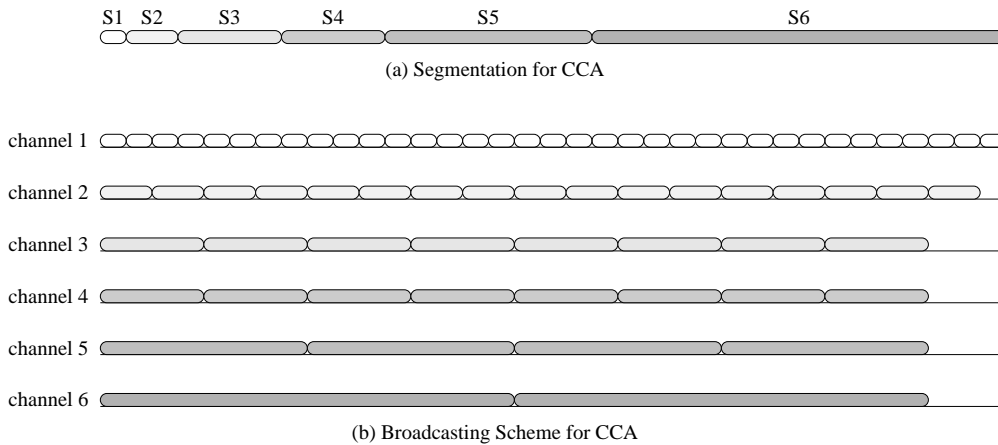 S1 S2 S3 S4 S5 S6
(a) Segmentation for CCA
channel 1
channel 2
channel 3
channel 4
channel 5
channel 6
(b) Broadcasting Scheme for CCA